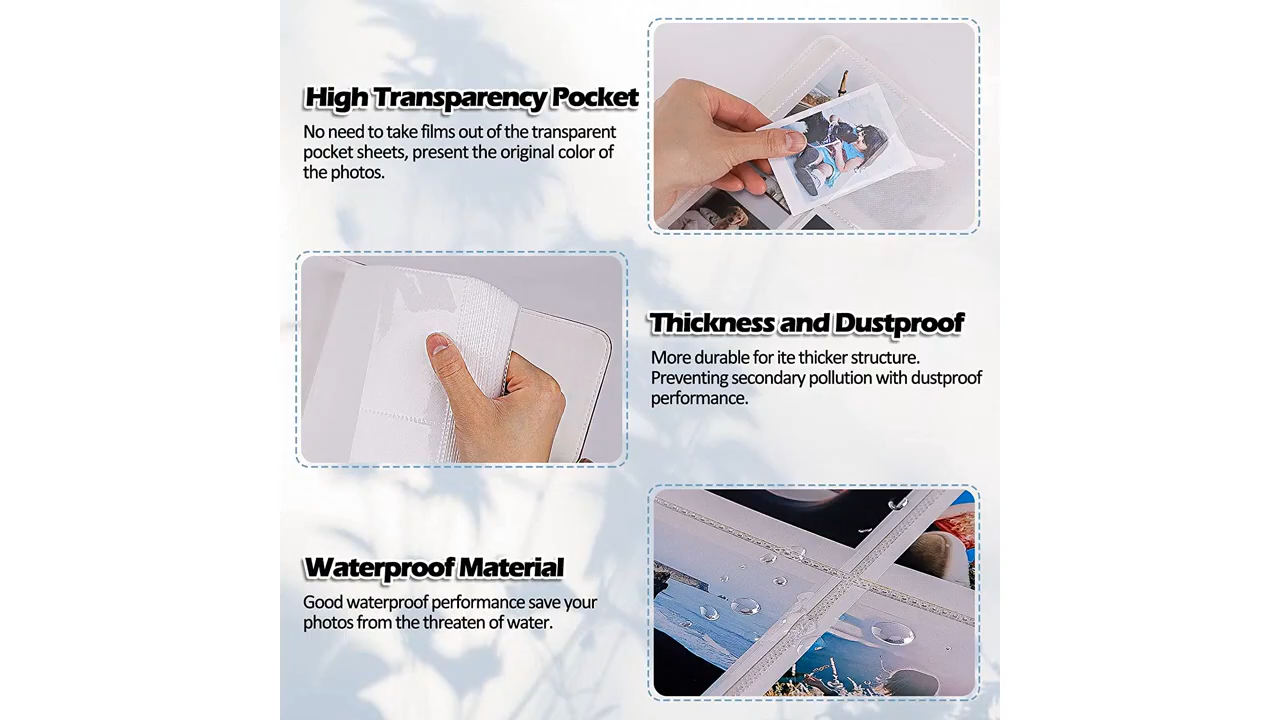 High Transparency Pocket
No need to take films out of the transparent
pocket sheets, present the original color of
the photos.
Thickness and Dustproof
More durable for ite thicker structure.
Preventing secondary pollution with dustproof
performance.
Waterproof Material
Good waterproof performance save your
photos from the threaten of water.